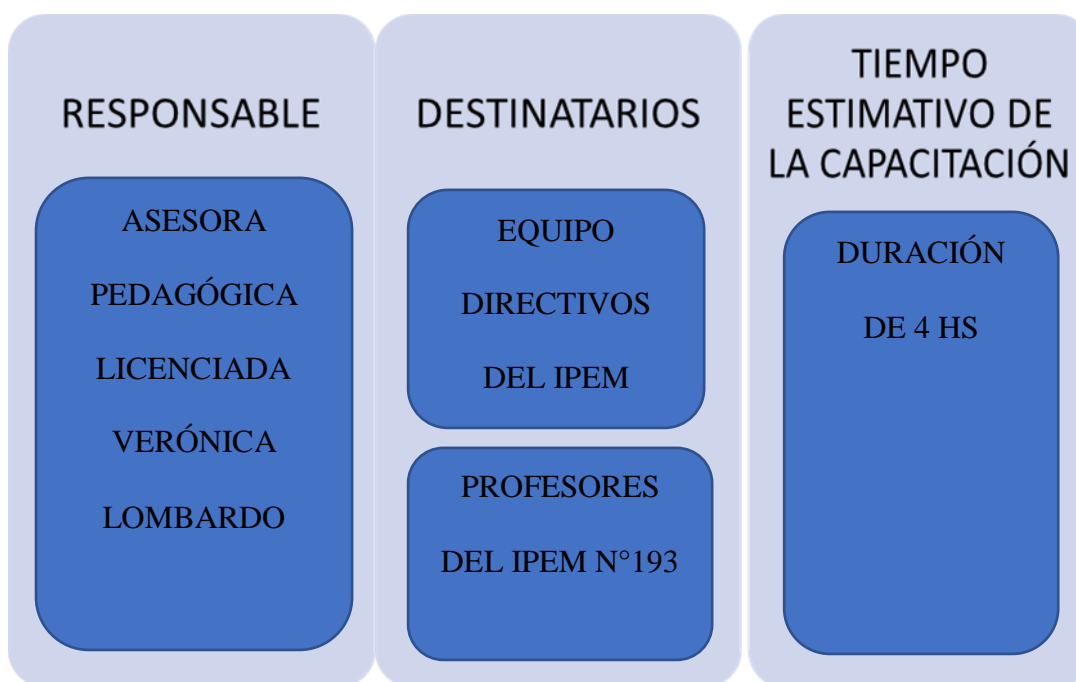 RESPONSABLE
ASESORA
PEDAGÓGICA
LICENCIADA
VERÓNICA
LOMBARDO
DESTINATARIOS
EQUIPO
DIRECTIVOS
DEL IPEM
PROFESORES
DEL IPEM N°193
TIEMPO
ESTIMATIVO DE
LA CAPACITACIÓN
DURACIÓN
DE 4 HS